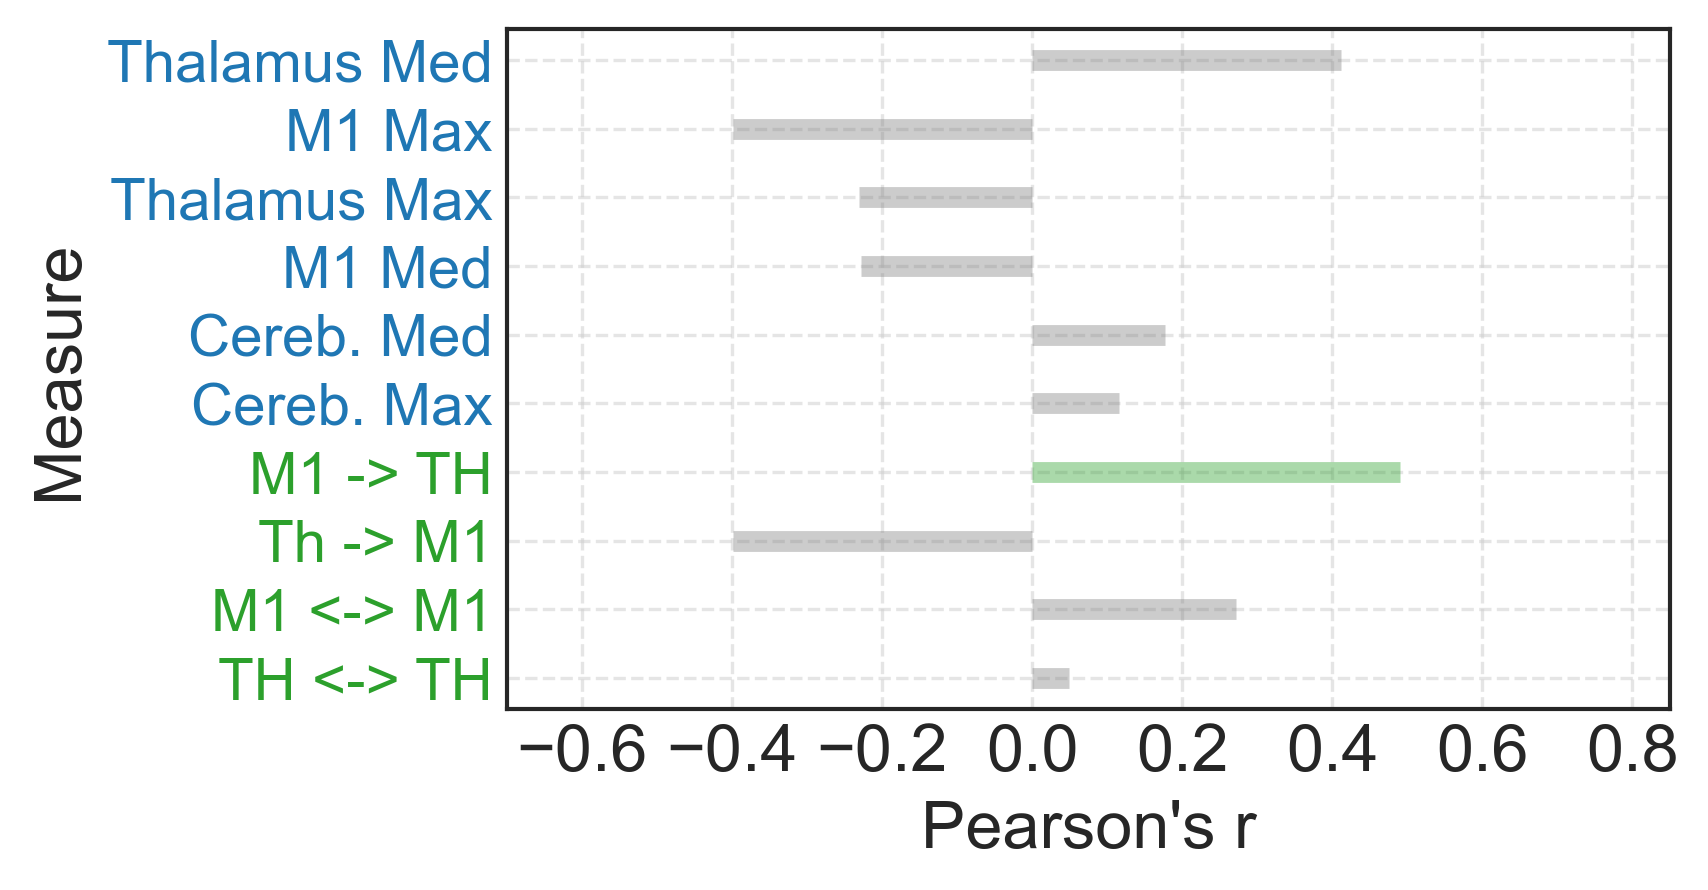 Thalamus Med
M1 Max
Thalamus Max
M1 Med
Cereb. Med
Cereb. Max
M1 -> TH
Th -> M1
M1 <-> M1
TH <-> TH
Measure
−0.6 −0.4 −0.2 0.0 0.2 0.4 0.6 0.8
Pearson's r